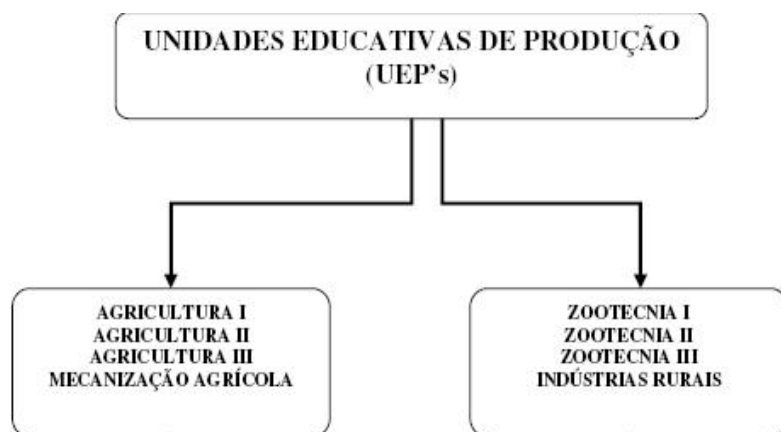 UNIDADES EDUCATIVAS DE PRODUÇÃO
(UEP's)
AGRICULTURA I
AGRICULTURA II
AGRICULTURA III
MECANIZAÇÃO AGRÍCOLA
ZOOTECNIA I
ZOOTECNIA II
ZOOTECNIA III
INDÚSTRIAS RURAIS